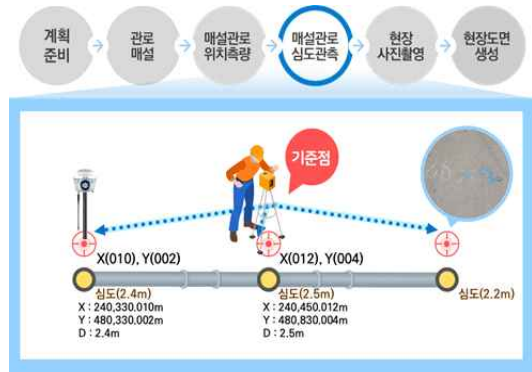 계획
준비
관로
매설
매설관로
위치측량
매설관로
심도관측
현장
사진촬영
현장도면
생성
기준점
X(010), Y(002)
X(012), Y(004)
심도(2.4m)
X : 240,330.010m
Y : 480,330.002m
D : 2.4m
심도(2.5m)
X : 240,450.012m
Y : 480,830.004m
D : 2.5m
심도(2.2m)